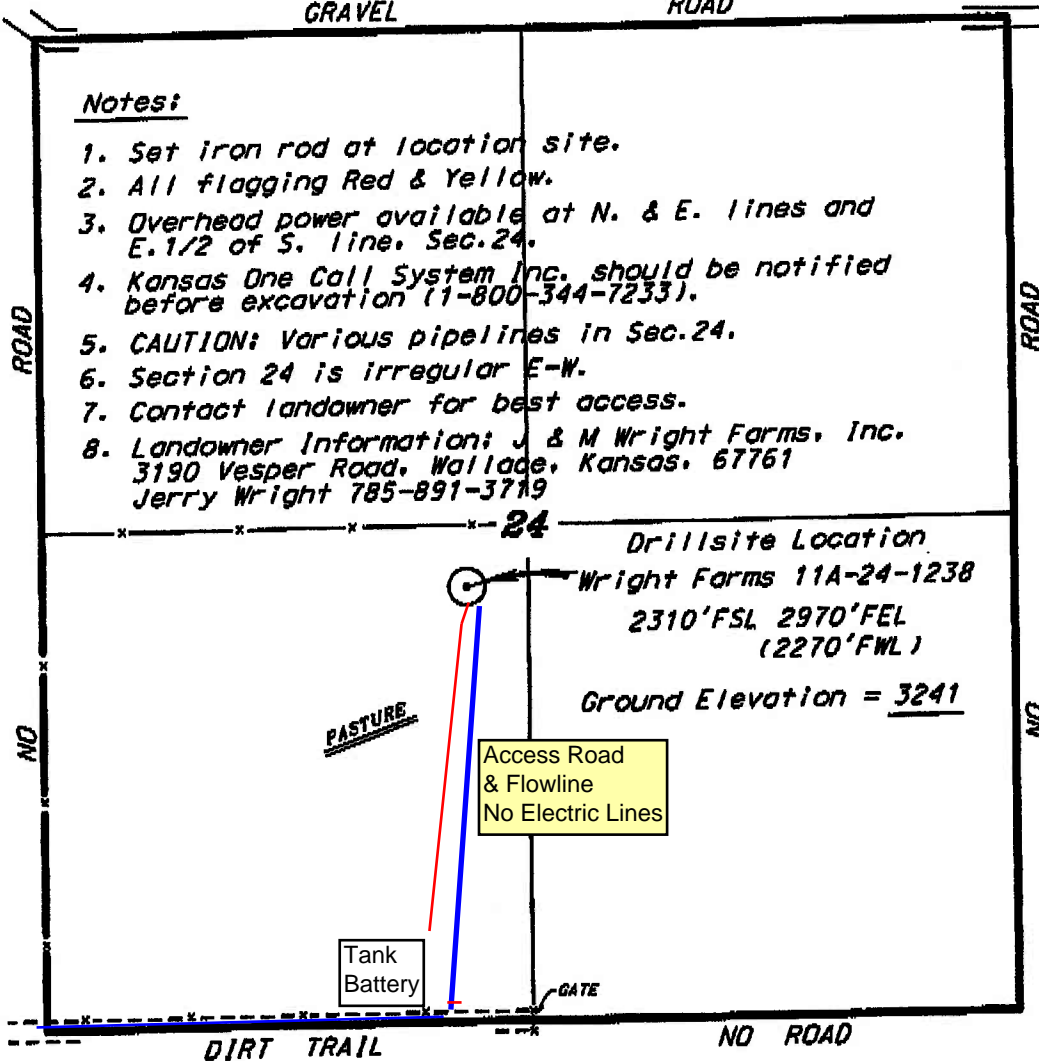 GRAVEL ROAD
Notes:
1. Set iron rod at location site.
2. All flagging Red & Yellow.
3. Overhead power available at N. & E. lines and
E.1/2 of S. line. Sec.24.
4. Kansas One Call System Inc. should be notified
before excavation (1-800-344-7233).
5. CAUTION: Various pipelines in Sec.24.
6. Section 24 is irregular E-W.
7. Contact landowner for best access.
8. Landowner Information: J & M Wright Farms, Inc.
3190 Vesper Road, Wallace, Kansas. 67761
Jerry Wright 785-891-3719
NO ROAD
NO ROAD
24
Drillsite Location
Wright Farms 11A-24-1238
2310'FSL 2970'FEL
(2270'FWL)
Ground Elevation = 3241
PASTURE
Access Road
& Flowline
No Electric Lines
Tank
Battery
GATE
DIRT TRAIL
NO ROAD